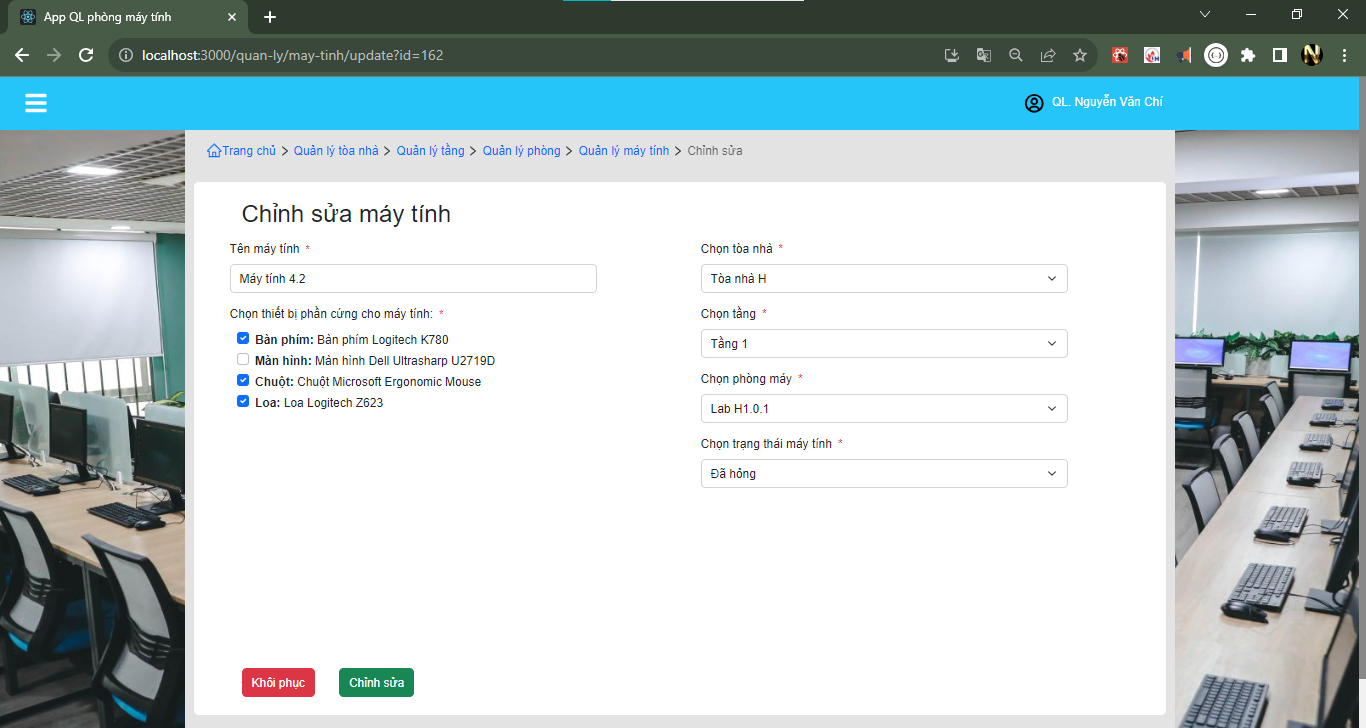 App QL phòng máy tính
localhost:3000/quan-ly/may-tinh/update?id=162
QL. Nguyễn Văn Chí
Trang chủ > Quản lý tòa nhà > Quản lý tầng > Quản lý phòng > Quản lý máy tính > Chỉnh sửa
Chỉnh sửa máy tính
Tên máy tính *
Máy tính 4.2
Chọn thiết bị phần cứng cho máy tính: *
Bàn phím: Bàn phím Logitech K780
Màn hình: Màn hình Dell Ultrasharp U2719D
Chuột: Chuột Microsoft Ergonomic Mouse
Loa: Loa Logitech Z623
Chọn tòa nhà *
Tòa nhà H
Chọn tầng *
Tầng 1
Chọn phòng máy *
Lab H1.0.1
Chọn trạng thái máy tính *
Đã hỏng
Khôi phục
Chỉnh sửa